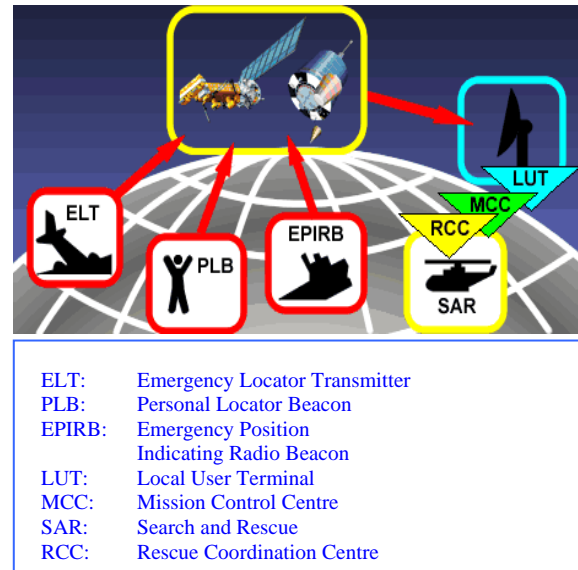 ELT
PLB
EPIRB
LUT
MCC
RCC
SAR
ELT: Emergency Locator Transmitter
PLB: Personal Locator Beacon
EPIRB: Emergency Position
Indicating Radio Beacon
LUT: Local User Terminal
MCC: Mission Control Centre
SAR: Search and Rescue
RCC: Rescue Coordination Centre